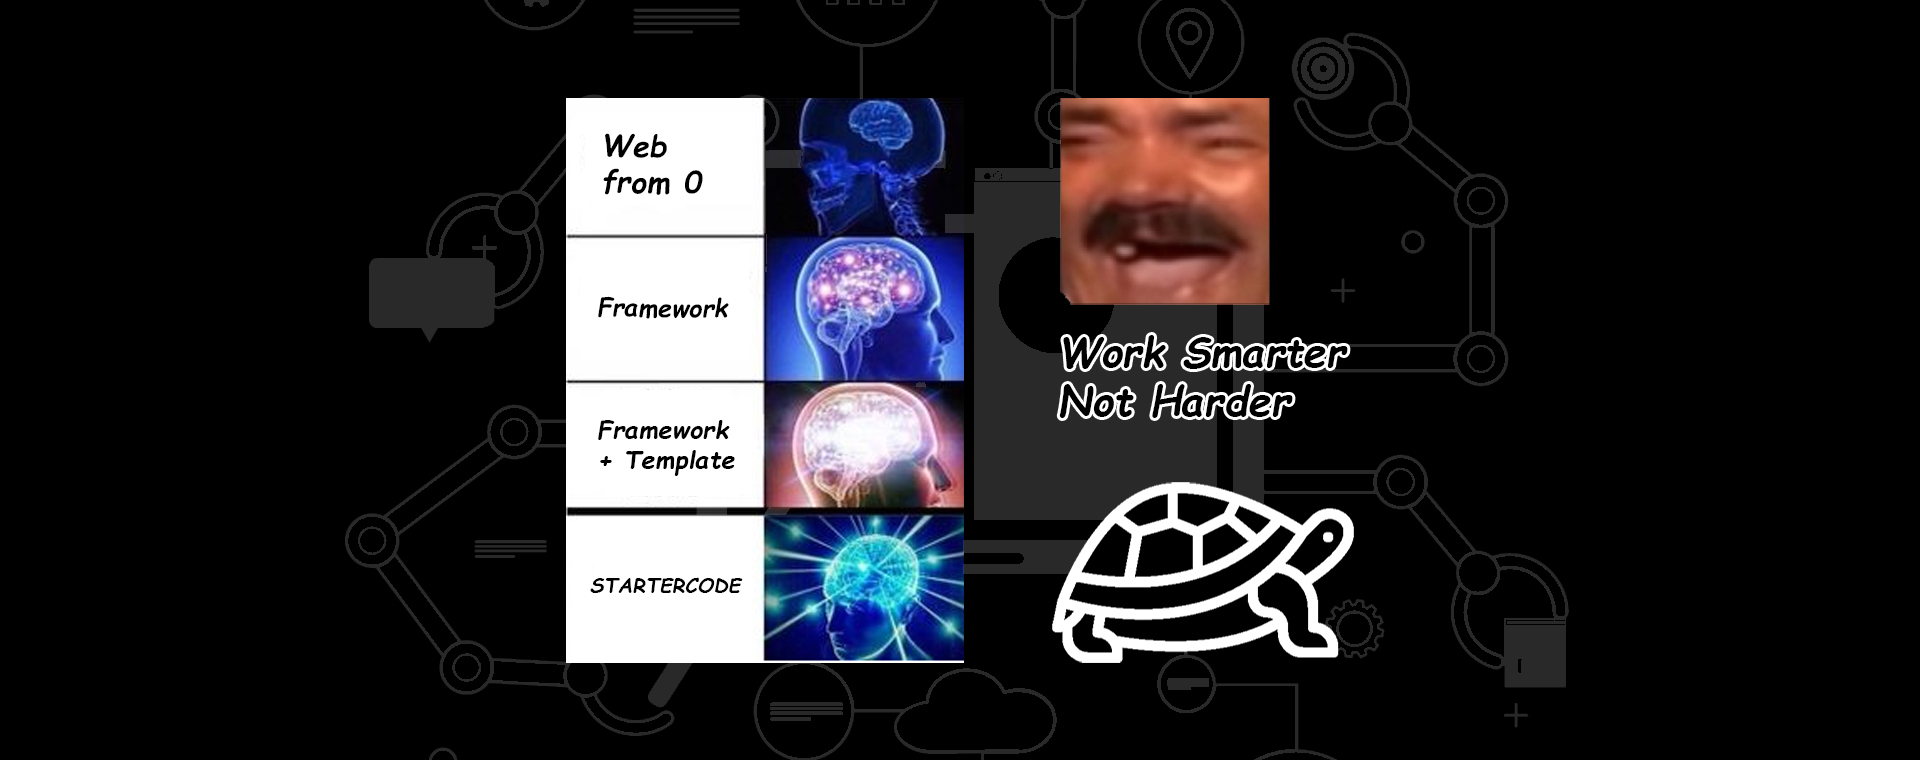 Web
from 0
Framework
Framework
+ Template
STARTERCODE
Work Smarter
Not Harder